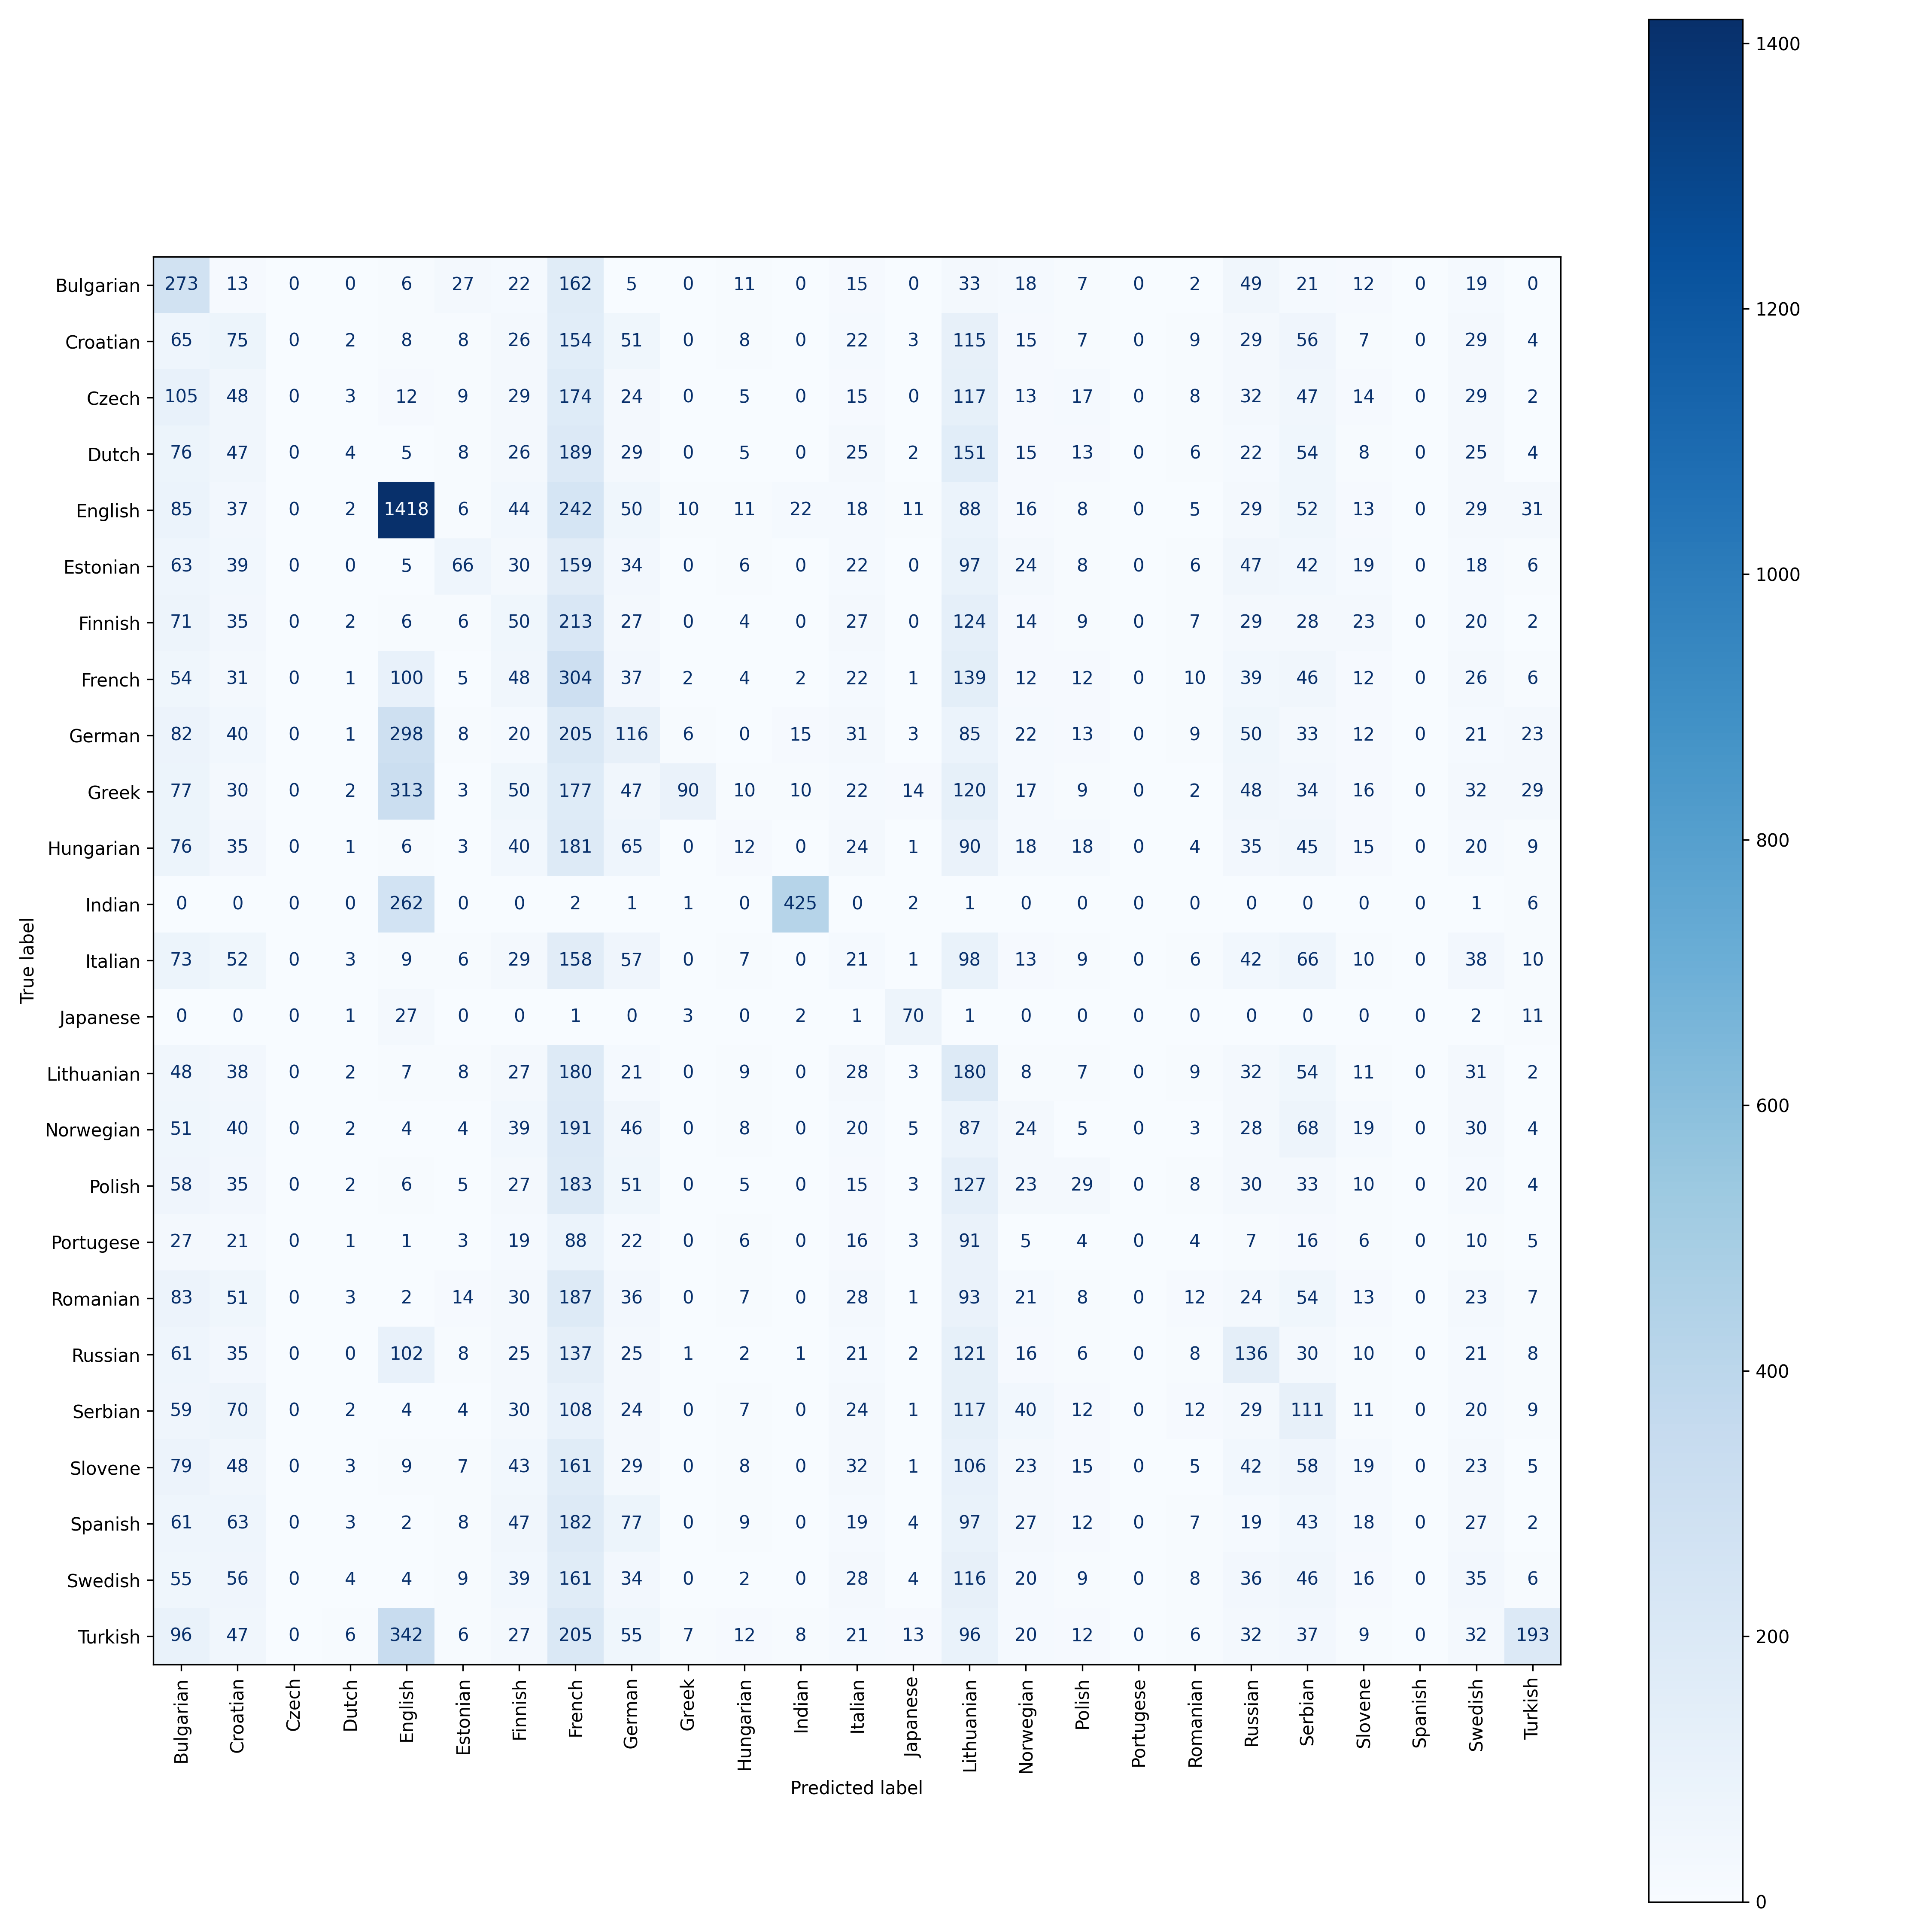 1400
1200
1000
800
600
400
200
0
Bulgarian 273 13 0 0 6 27 22 162 5 0 11 0 15 0 33 18 7 0 2 49 21 12 0 19 0
Croatian 65 75 0 2 8 8 26 154 51 0 8 0 22 3 115 15 7 0 9 29 56 7 0 29 4
Czech 105 48 0 3 12 9 29 174 24 0 5 0 15 0 117 13 17 0 8 32 47 14 0 29 2
Dutch 76 47 0 4 5 8 26 189 29 0 5 0 25 2 151 15 13 0 6 22 54 8 0 25 4
English 85 37 0 2 1418 6 44 242 50 10 11 22 18 11 88 16 8 0 5 29 52 13 0 29 31
Estonian 63 39 0 0 5 66 30 159 34 0 6 0 22 0 97 24 8 0 6 47 42 19 0 18 6
Finnish 71 35 0 2 6 6 50 213 27 0 4 0 27 0 124 14 9 0 7 29 28 23 0 20 2
French 54 31 0 1 100 5 48 304 37 2 4 2 22 1 139 12 12 0 10 39 46 12 0 26 6
German 82 40 0 1 298 8 20 205 116 6 0 15 31 3 85 22 13 0 9 50 33 12 0 21 23
Greek 77 30 0 2 313 3 50 177 47 90 10 10 22 14 120 17 9 0 2 48 34 16 0 32 29
Hungarian 76 35 0 1 6 3 40 181 65 0 12 0 24 1 90 18 18 0 4 35 45 15 0 20 9
Indian 0 0 0 0 262 0 0 2 1 1 0 425 0 2 1 0 0 0 0 0 0 0 0 1 6
Italian 73 52 0 3 9 6 29 158 57 0 7 0 21 1 98 13 9 0 6 42 66 10 0 38 10
Japanese 0 0 0 1 27 0 0 1 0 3 0 2 1 70 1 0 0 0 0 0 0 0 0 2 11
Lithuanian 48 38 0 2 7 8 27 180 21 0 9 0 28 3 180 8 7 0 9 32 54 11 0 31 2
Norwegian 51 40 0 2 4 4 39 191 46 0 8 0 20 5 87 24 5 0 3 28 68 19 0 30 4
Polish 58 35 0 2 6 5 27 183 51 0 5 0 15 3 127 23 29 0 8 30 33 10 0 20 4
Portugese 27 21 0 1 1 3 19 88 22 0 6 0 16 3 91 5 4 0 4 7 16 6 0 10 5
Romanian 83 51 0 3 2 14 30 187 36 0 7 0 28 1 93 21 8 0 12 24 54 13 0 23 7
Russian 61 35 0 0 102 8 25 137 25 1 2 1 21 2 121 16 6 0 8 136 30 10 0 21 8
Serbian 59 70 0 2 4 4 30 108 24 0 7 0 24 1 117 40 12 0 12 29 111 11 0 20 9
Slovene 79 48 0 3 9 7 43 161 29 0 8 0 32 1 106 23 15 0 5 42 58 19 0 23 5
Spanish 61 63 0 3 2 8 47 182 77 0 9 0 19 4 97 27 12 0 7 19 43 18 0 27 2
Swedish 55 56 0 4 4 9 39 161 34 0 2 0 28 4 116 20 9 0 8 36 46 16 0 35 6
Turkish 96 47 0 6 342 6 27 205 55 7 12 8 21 13 96 20 12 0 6 32 37 9 0 32 193
True label
Bulgarian Croatian Czech Dutch English Estonian Finnish French German Greek Hungarian Indian Italian Japanese Lithuanian Norwegian Polish Portugese Romanian Russian Serbian Slovene Spanish Swedish Turkish
Predicted label